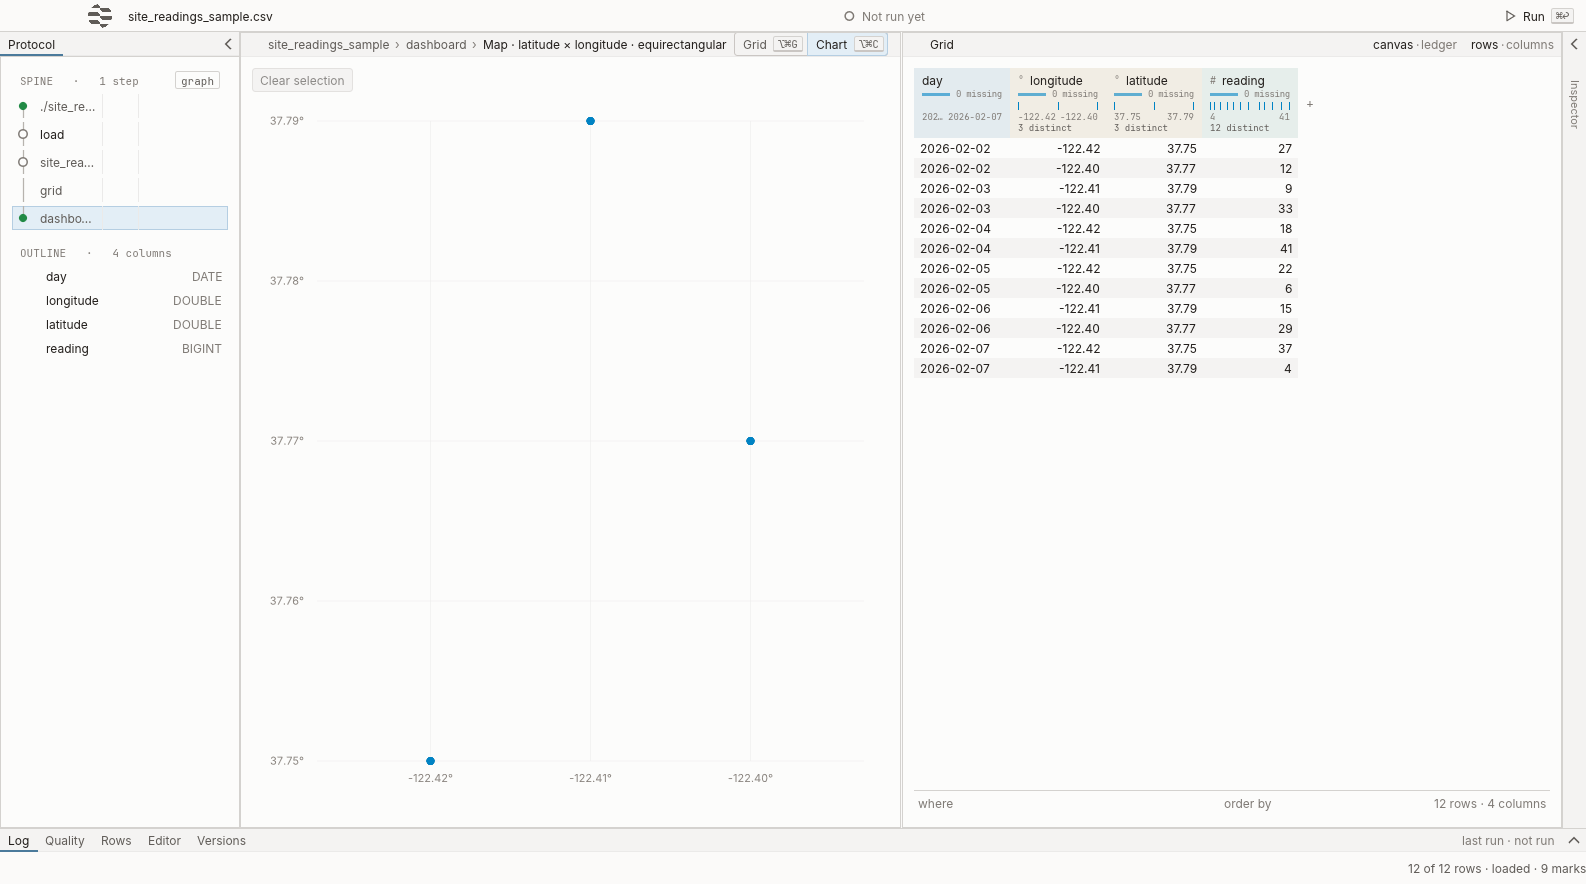 site_readings_sample.csv
Not run yet
Run
Protocol
site_readings_sample › dashboard › Map · latitude × longitude · equirectangular
Grid ⌥⌘G
Chart ⌥⌘C
Grid
canvas · ledger
rows · columns
SPINE · 1 step
graph
./site_re...
load
site_rea...
grid
dashbo...
OUTLINE · 4 columns
day DATE
longitude DOUBLE
latitude DOUBLE
reading BIGINT
Clear selection
37.79°
37.78°
37.77°
37.76°
37.75°
-122.42° -122.41° -122.40°
day ° longitude ° latitude # reading
0 missing 0 missing 0 missing 0 missing
202… 2026-02-07 -122.42 -122.40 37.75 37.79 4 41
3 distinct 3 distinct 12 distinct
+
2026-02-02 -122.42 37.75 27
2026-02-02 -122.40 37.77 12
2026-02-03 -122.41 37.79 9
2026-02-03 -122.40 37.77 33
2026-02-04 -122.42 37.75 18
2026-02-04 -122.41 37.79 41
2026-02-05 -122.42 37.75 22
2026-02-05 -122.40 37.77 6
2026-02-06 -122.41 37.79 15
2026-02-06 -122.40 37.77 29
2026-02-07 -122.42 37.75 37
2026-02-07 -122.41 37.79 4
where order by 12 rows · 4 columns
Inspector
Log Quality Rows Editor Versions
last run · not run
12 of 12 rows · loaded · 9 marks